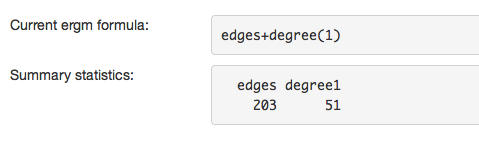 Current ergm formula:
edges+degree(1)
Summary statistics:
edges degree1
203 51